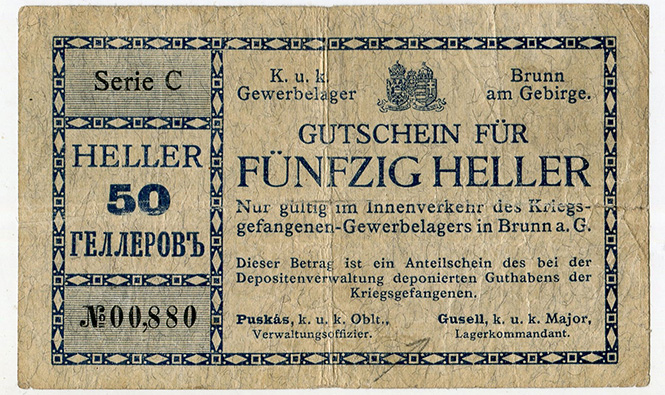 Serie C
HELLER
50
ГЕЛЛЕРОВЪ
№ 00,880
K. u. k. Gewerbelager
Brunn am Gebirge.
GUTSCHEIN FÜR
FÜNFZIG HELLER
Nur gültig im Innenverkehr des Kriegs-
gefangenen-Gewerbelagers in Brunn a. G.
Dieser Betrag ist ein Anteilschein des bei der
Depositenverwaltung deponierten Guthabens der
Kriegsgefangenen.
Puskás, k. u. k. Oblt.,
Verwaltungsoffizier.
Gusell, k. u. k. Major,
Lagerkommandant.